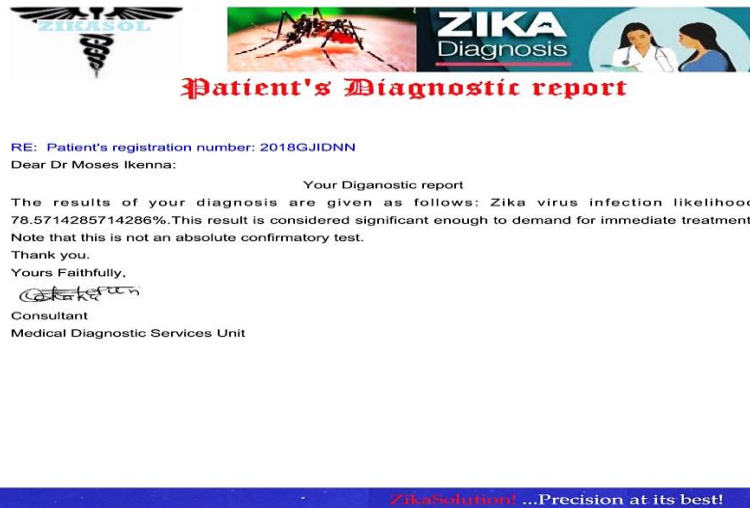 ZIKASOL
ZIKA
Diagnosis
Patient's Diagnostic report
RE: Patient's registration number: 2018GJIDNN
Dear Dr Moses Ikenna:
Your Diganostic report
The results of your diagnosis are given as follows: Zika virus infection likelihood
78.5714285714286%.This result is considered significant enough to demand for immediate treatment
Note that this is not an absolute confirmatory test.
Thank you.
Yours Faithfully,
Consultant
Medical Diagnostic Services Unit
ZikaSolution! ...Precision at its best!